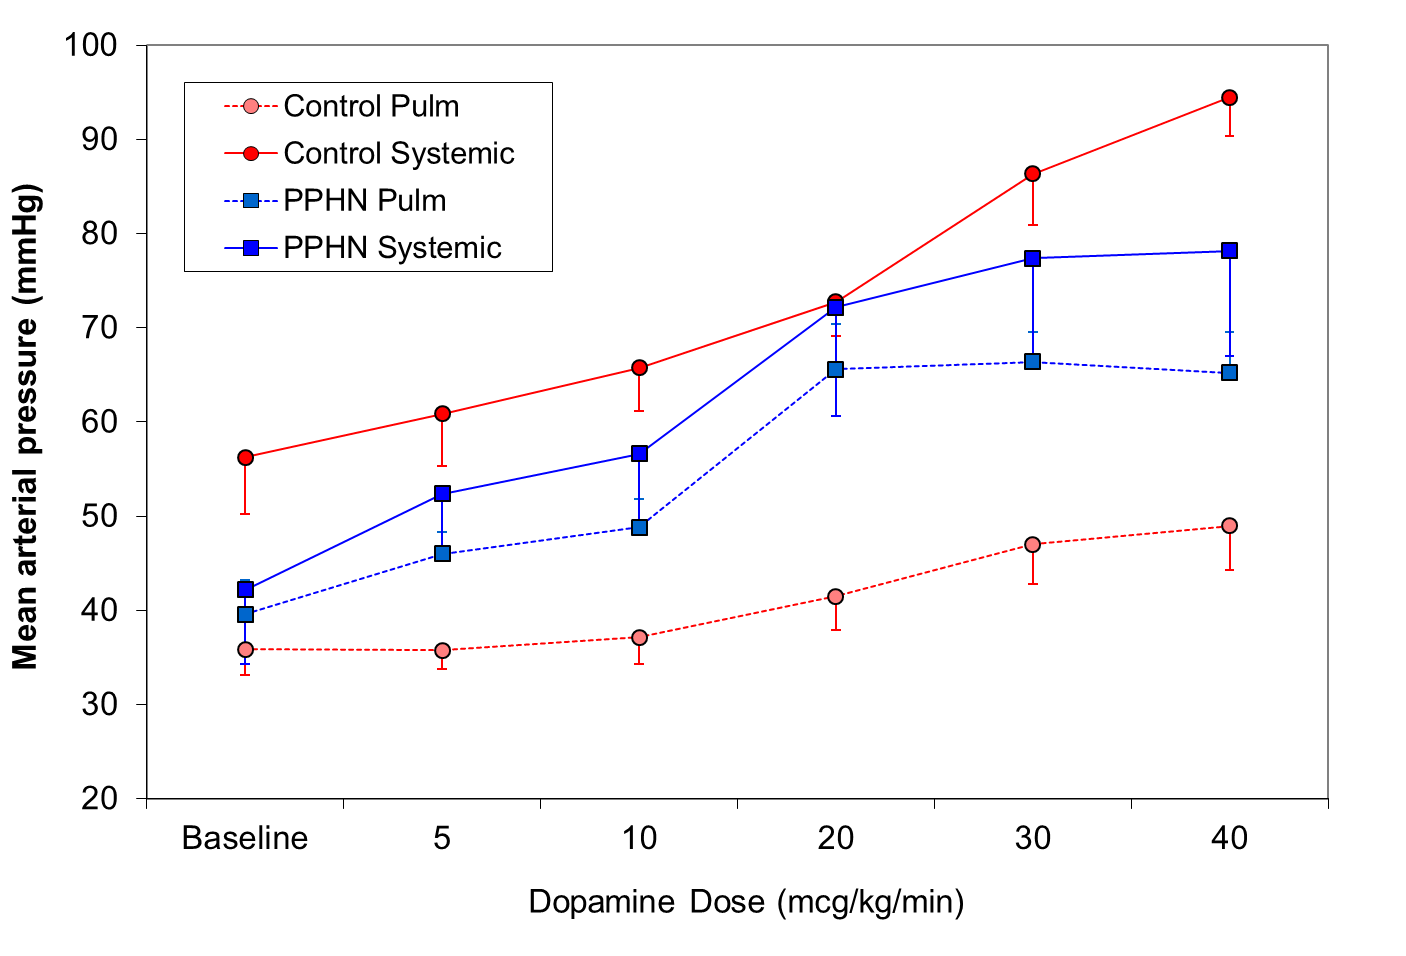 100
90
80
70
60
50
40
30
20
Mean arterial pressure (mmHg)
Control Pulm
Control Systemic
PPHN Pulm
PPHN Systemic
Baseline 5 10 20 30 40
Dopamine Dose (mcg/kg/min)